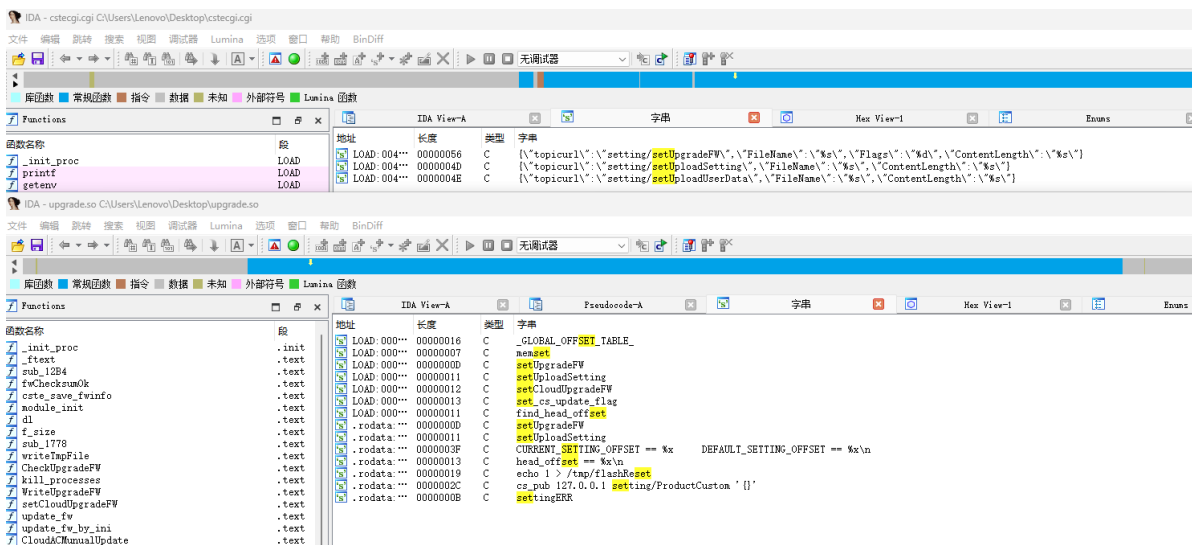 IDA - cstecgi.cgi C:\Users\Lenovo\Desktop\cstecgi.cgi
文件 编辑 跳转 搜索 视图 调试器 Lumina 选项 窗口 帮助 BinDiff
无调试器
库函数 常规函数 指令 数据 未知 外部符号 Lumina 函数
Functions IDA View-A 字串 Hex View-1 Enums
函数名称 段
_init_proc LOAD
printf LOAD
getenv LOAD
地址 长度 类型 字串
LOAD:004··· 00000056 C {\"topicurl\":\"setting/setUpgradeFW\",\"FileName\":\"%s\",\"Flags\":\"%d\",\"ContentLength\":\"%s\"}
LOAD:004··· 0000004D C {\"topicurl\":\"setting/setUploadSetting\",\"FileName\":\"%s\",\"ContentLength\":\"%s\"}
LOAD:004··· 0000004E C {\"topicurl\":\"setting/setUploadUserData\",\"FileName\":\"%s\",\"ContentLength\":\"%s\"}
IDA - upgrade.so C:\Users\Lenovo\Desktop\upgrade.so
文件 编辑 跳转 搜索 视图 调试器 Lumina 选项 窗口 帮助 BinDiff
无调试器
库函数 常规函数 指令 数据 未知 外部符号 Lumina 函数
Functions IDA View-A Pseudocode-A 字串 Hex View-1 Enums
函数名称 段
_init_proc .init
_ftext .text
sub_12B4 .text
fwChecksumOk .text
cste_save_fwinfo .text
module_init .text
dl .text
f_size .text
sub_1778 .text
writeTmpFile .text
CheckUpgradeFW .text
kill_processes .text
WriteUpgradeFW .text
setCloudUpgradeFW .text
update_fw .text
update_fw_by_ini .text
CloudACMunualUpdate .text
地址 长度 类型 字串
LOAD:000··· 00000016 C _GLOBAL_OFFSET_TABLE_
LOAD:000··· 00000007 C memset
LOAD:000··· 0000000D C setUpgradeFW
LOAD:000··· 00000011 C setUploadSetting
LOAD:000··· 00000012 C setCloudUpgradeFW
LOAD:000··· 00000013 C set_cs_update_flag
LOAD:000··· 00000011 C find_head_offset
.rodata:··· 0000000D C setUpgradeFW
.rodata:··· 00000011 C setUploadSetting
.rodata:··· 0000003F C CURRENT_SETTING_OFFSET == %x DEFAULT_SETTING_OFFSET == %x\n
.rodata:··· 00000013 C head_offset == %x\n
.rodata:··· 00000019 C echo 1 > /tmp/flashReset
.rodata:··· 0000002C C cs_pub 127.0.0.1 setting/ProductCustom '{}'
.rodata:··· 0000000B C settingERR